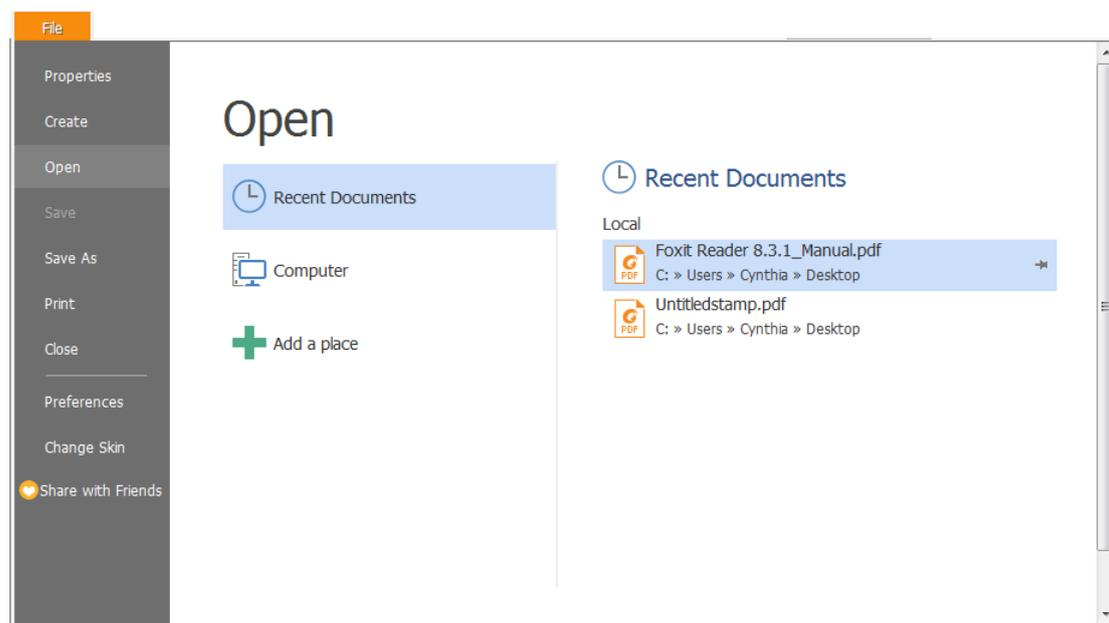 File
Properties
Create
Open
Save
Save As
Print
Close
Preferences
Change Skin
Share with Friends
Open
Recent Documents
Computer
Add a place
Recent Documents
Local
PDF
Foxit Reader 8.3.1_Manual.pdf
C: » Users » Cynthia » Desktop
PDF
Untitledstamp.pdf
C: » Users » Cynthia » Desktop